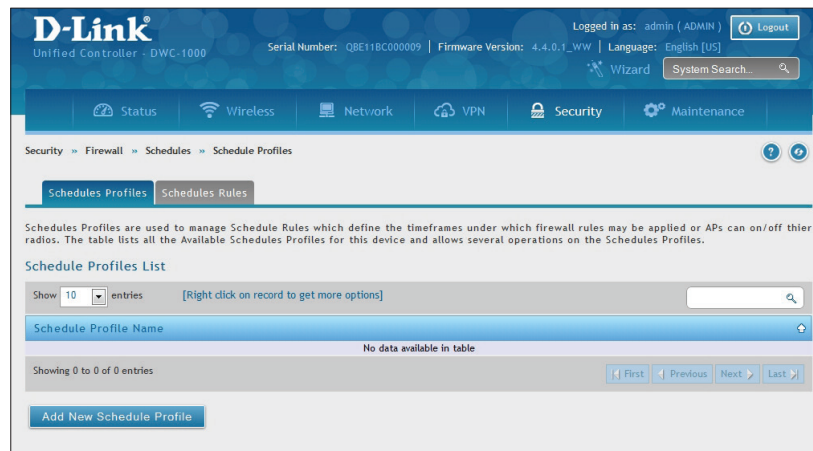 D-Link®
Unified Controller - DWC-1000
Logged in as: admin ( ADMIN ) Logout
Serial Number: QBE11BC000009 | Firmware Version: 4.4.0.1_WW | Language: English [US]
Wizard System Search...
Status Wireless Network VPN Security Maintenance
Security » Firewall » Schedules » Schedule Profiles
Schedules Profiles Schedules Rules
Schedules Profiles are used to manage Schedule Rules which define the timeframes under which firewall rules may be applied or APs can on/off thier
radios. The table lists all the Available Schedules Profiles for this device and allows several operations on the Schedules Profiles.
Schedule Profiles List
Show 10 entries [Right click on record to get more options]
Schedule Profile Name
No data available in table
Showing 0 to 0 of 0 entries First Previous Next Last
Add New Schedule Profile